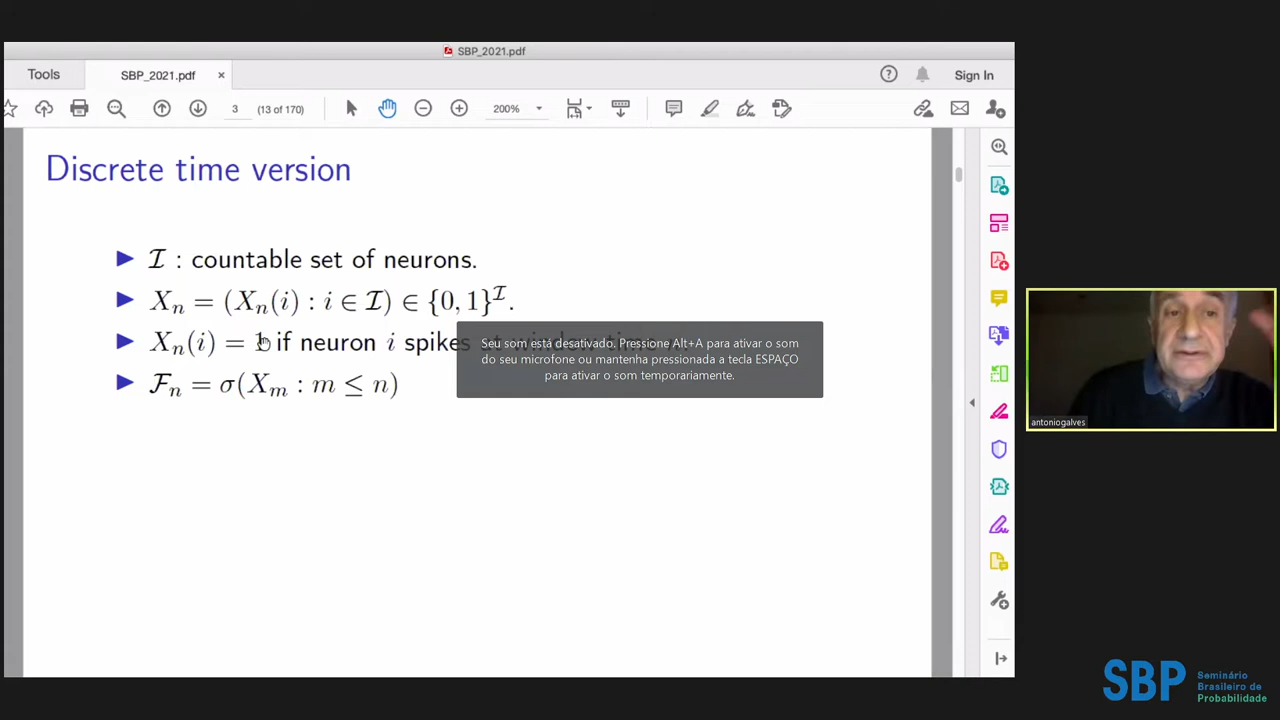 SBP_2021.pdf
Tools
SBP_2021.pdf ×
3 (13 of 170)
200%
Sign In
Discrete time version
▶ ℐ : countable set of neurons.
▶ Xₙ = (Xₙ(i) : i ∈ ℐ) ∈ {0, 1}^ℐ.
▶ Xₙ(i) = 1 if neuron i spikes
▶ ℱₙ = σ(Xₘ : m ≤ n)
Seu som está desativado. Pressione Alt+A para ativar o som
do seu microfone ou mantenha pressionada a tecla ESPAÇO
para ativar o som temporariamente.
antoniogalves
SBP
Seminário
Brasileiro de
Probabilidade